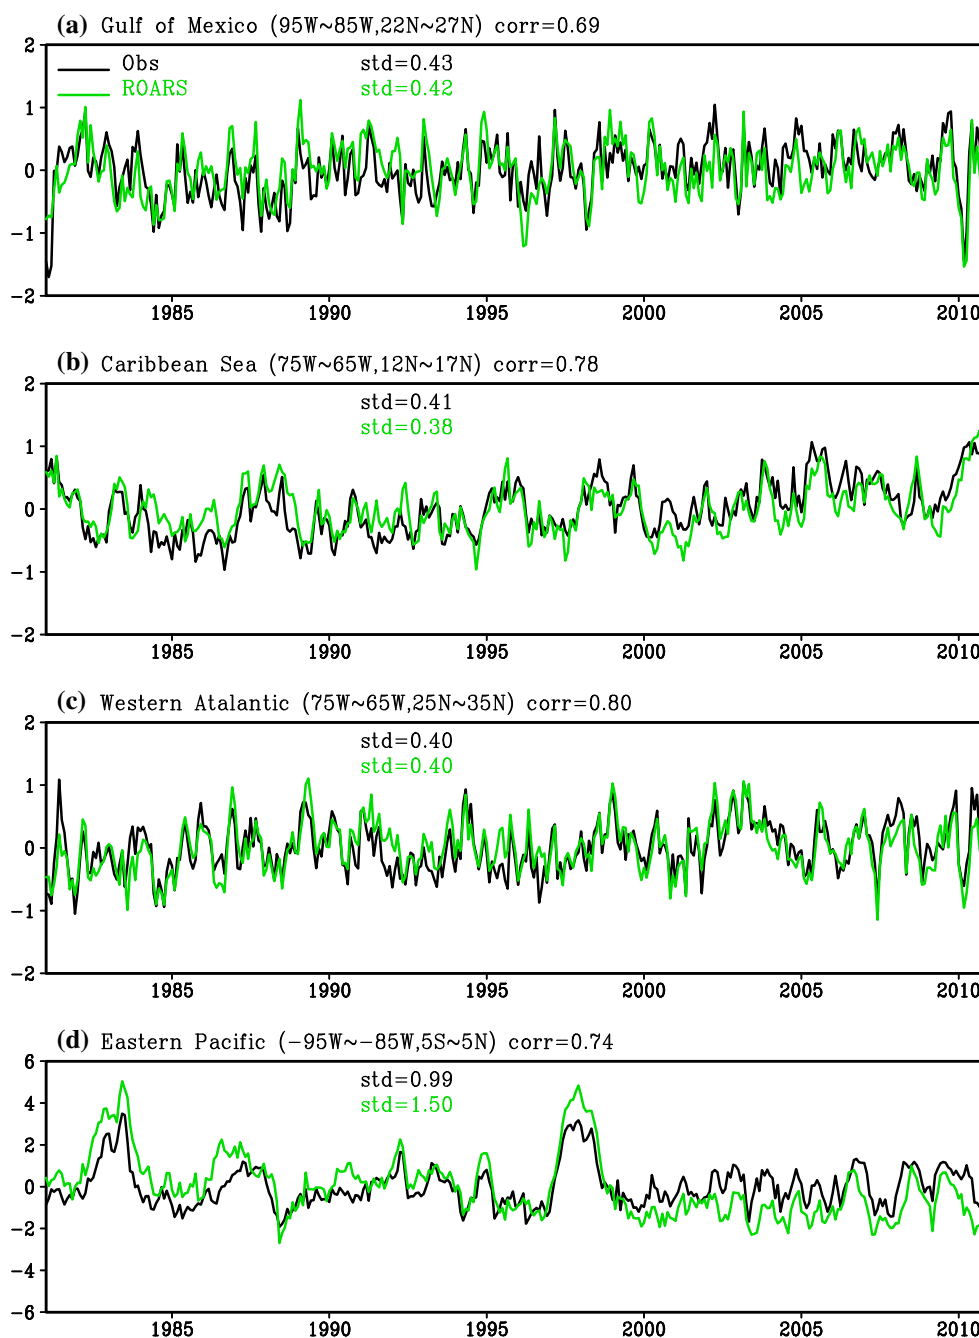 (a) Gulf of Mexico (95W~85W,22N~27N) corr=0.69
2
Obs std=0.43
ROARS std=0.42
1
0
−1
−2
1985 1990 1995 2000 2005 2010
(b) Caribbean Sea (75W~65W,12N~17N) corr=0.78
2
std=0.41
std=0.38
1
0
−1
−2
1985 1990 1995 2000 2005 2010
(c) Western Atalantic (75W~65W,25N~35N) corr=0.80
2
std=0.40
std=0.40
1
0
−1
−2
1985 1990 1995 2000 2005 2010
(d) Eastern Pacific (−95W~−85W,5S~5N) corr=0.74
6
std=0.99
std=1.50
4
2
0
−2
−4
−6
1985 1990 1995 2000 2005 2010